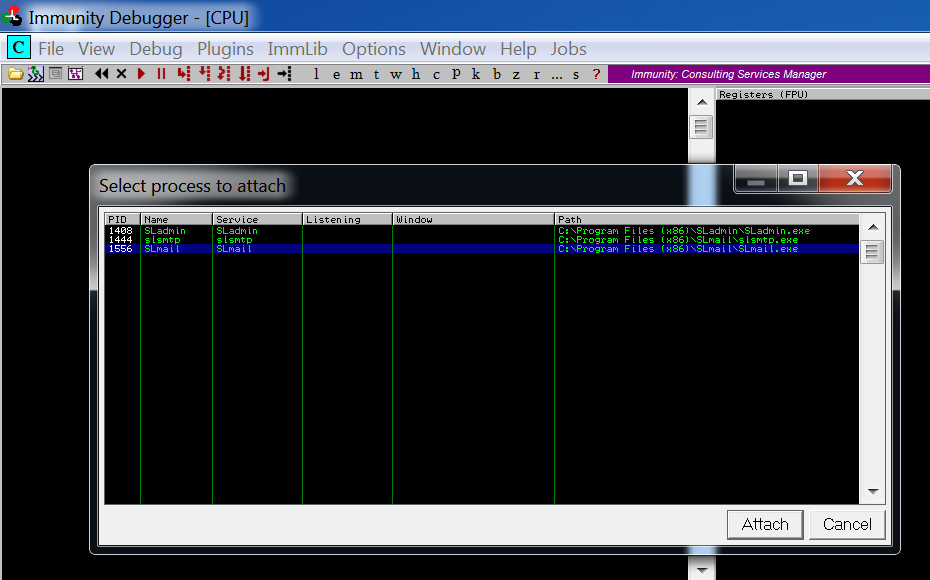 Immunity Debugger - [CPU]
C File View Debug Plugins ImmLib Options Window Help Jobs
l e m t w h c p k b z r ... s ? Immunity: Consulting Services Manager
Registers (FPU)
Select process to attach
PID Name Service Listening Window Path
1408 SLadmin SLadmin C:\Program Files (x86)\SLadmin\SLadmin.exe
1444 slsmtp slsmtp C:\Program Files (x86)\SLmail\slsmtp.exe
1556 SLmail SLmail C:\Program Files (x86)\SLmail\SLmail.exe
Attach Cancel